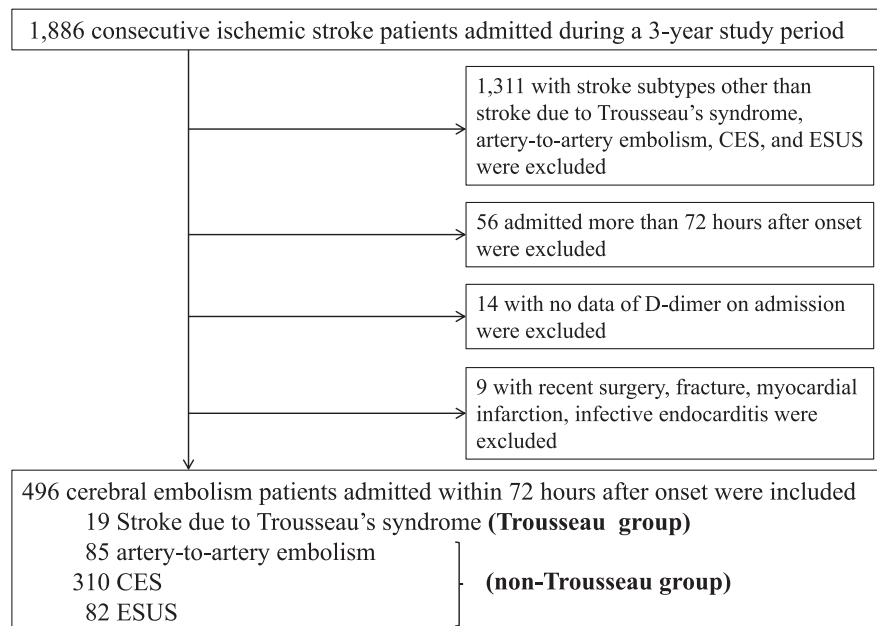 1,886 consecutive ischemic stroke patients admitted during a 3-year study period
1,311 with stroke subtypes other than
stroke due to Trousseau's syndrome,
artery-to-artery embolism, CES, and ESUS
were excluded
56 admitted more than 72 hours after onset
were excluded
14 with no data of D-dimer on admission
were excluded
9 with recent surgery, fracture, myocardial
infarction, infective endocarditis were
excluded
496 cerebral embolism patients admitted within 72 hours after onset were included
19 Stroke due to Trousseau's syndrome (Trousseau group)
85 artery-to-artery embolism
310 CES (non-Trousseau group)
82 ESUS